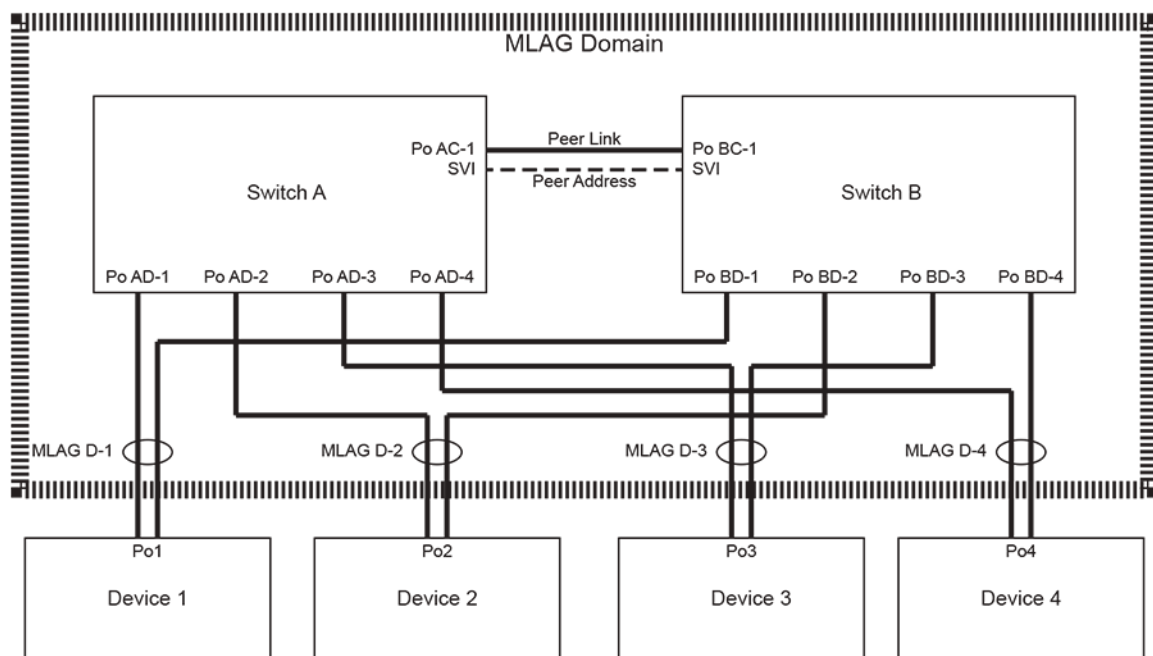 MLAG Domain
Po AC-1
Peer Link
Po BC-1
SVI
Peer Address
SVI
Switch A
Switch B
Po AD-1
Po AD-2
Po AD-3
Po AD-4
Po BD-1
Po BD-2
Po BD-3
Po BD-4
MLAG D-1
MLAG D-2
MLAG D-3
MLAG D-4
Po1
Po2
Po3
Po4
Device 1
Device 2
Device 3
Device 4